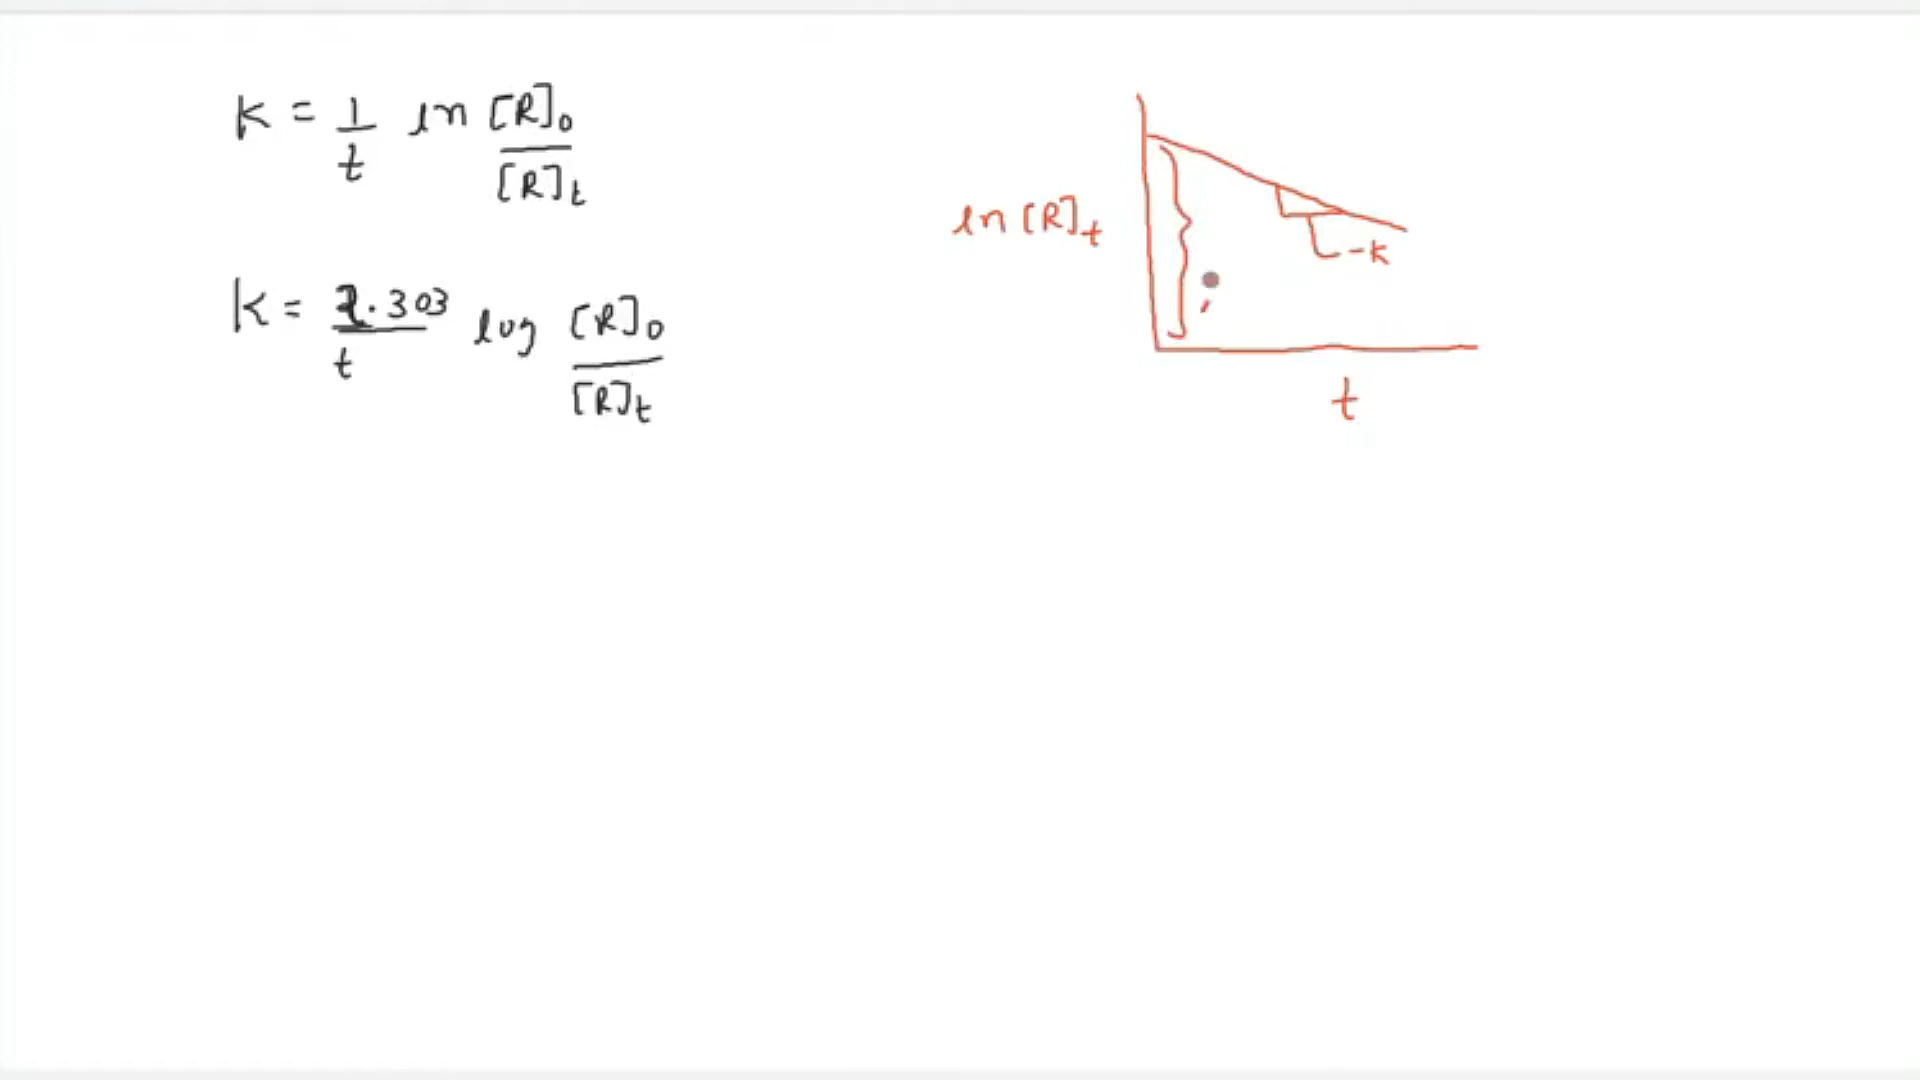 K = 1/t ln [R]₀/[R]t
K = 2.303/t log [R]₀/[R]t
ln [R]t
-K
t